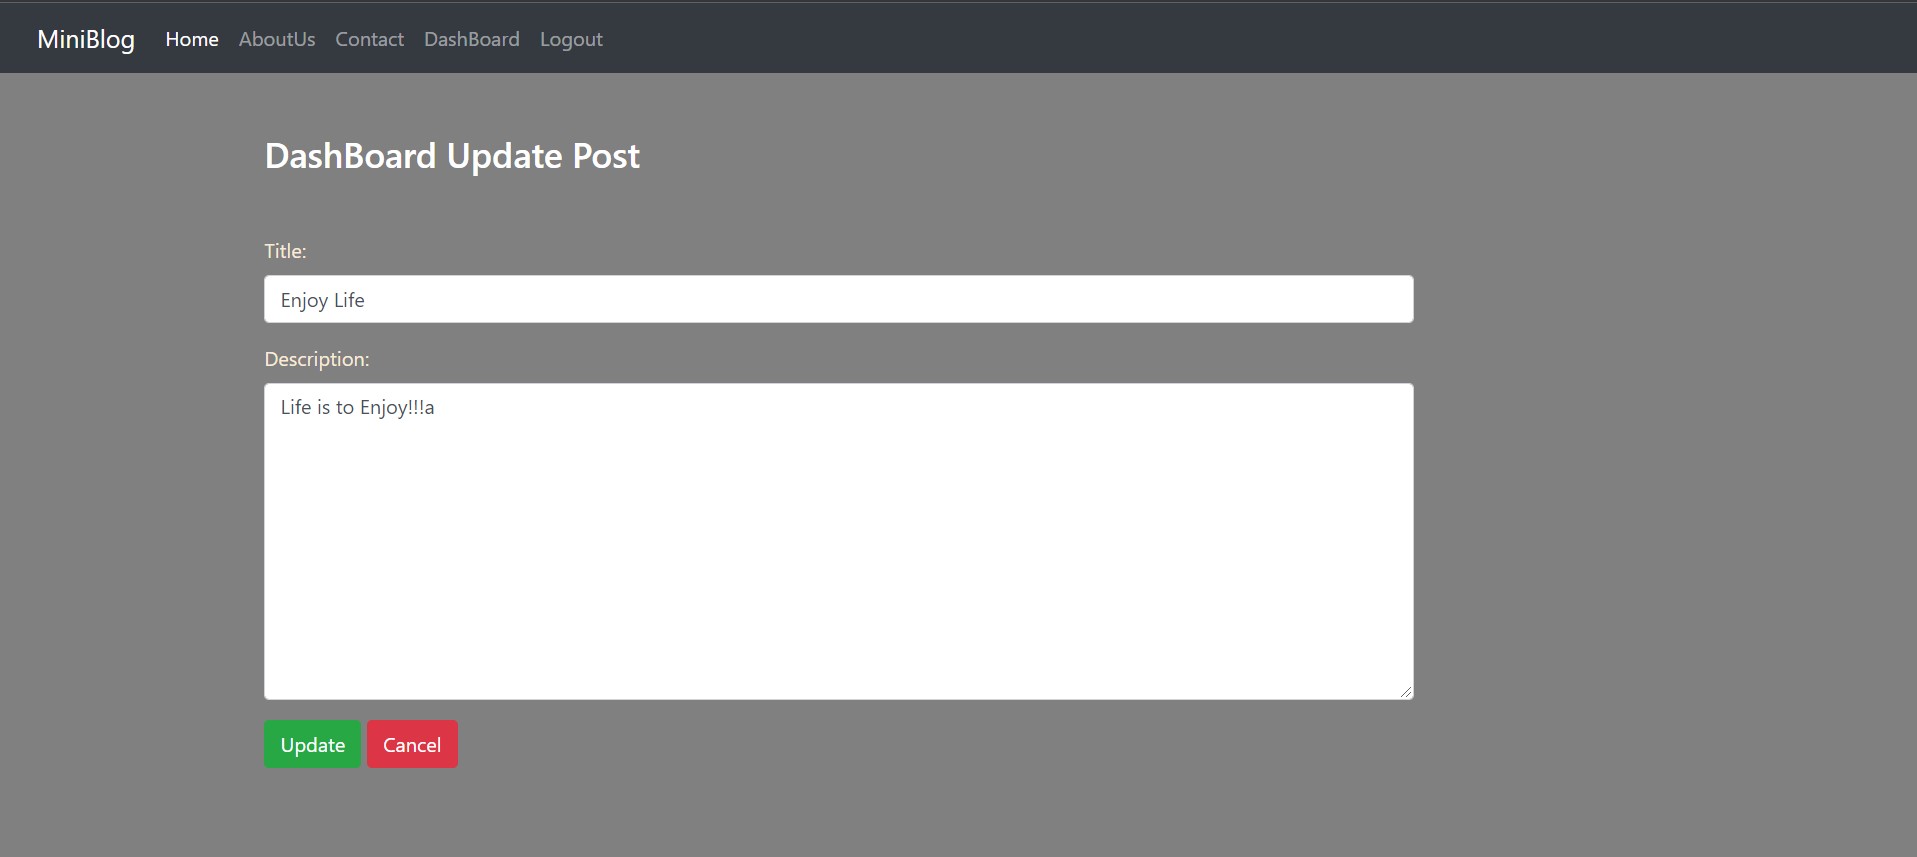 MiniBlog Home AboutUs Contact DashBoard Logout
DashBoard Update Post
Title:
Enjoy Life
Description:
Life is to Enjoy!!!a
Update Cancel